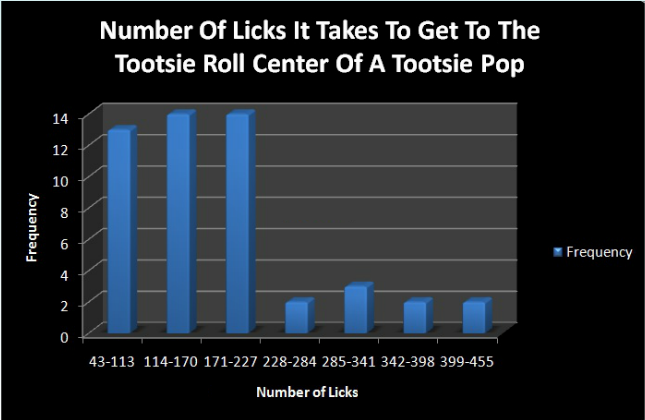 Number Of Licks It Takes To Get To The
Tootsie Roll Center Of A Tootsie Pop
14
12
10
8
6
4
2
0
Frequency
43-113 114-170 171-227 228-284 285-341 342-398 399-455
Number of Licks
Frequency